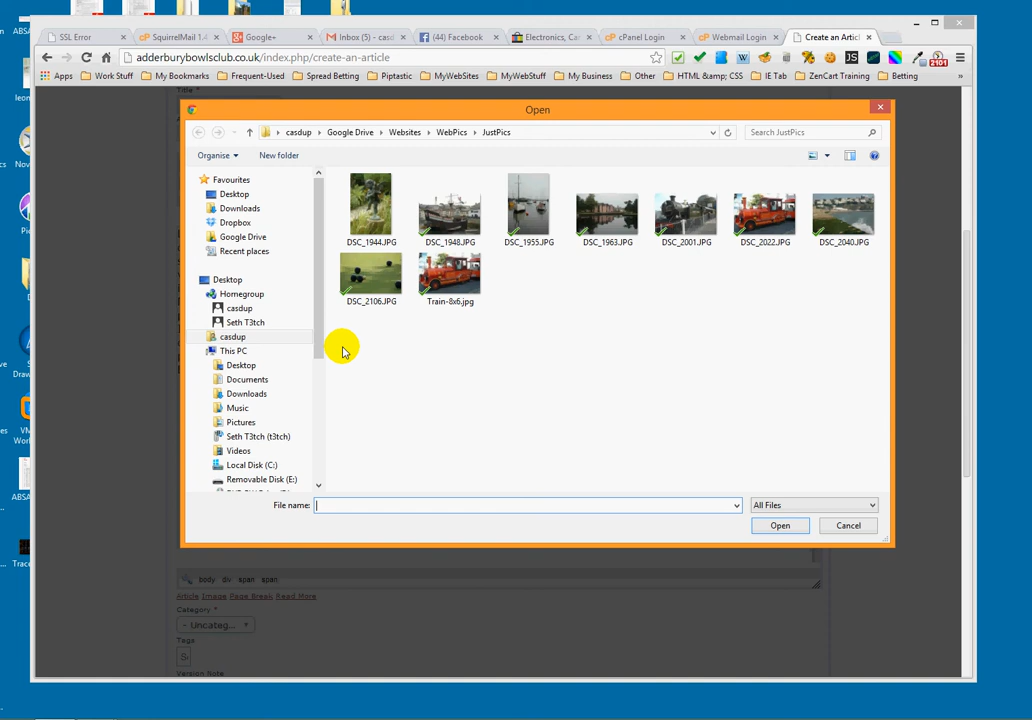 SSL Error
SquirrelMail 1.4
Google+
Inbox (5) - casd
(44) Facebook
Electronics, Ca
cPanel Login
Webmail Login
Create an Articl
adderburybowlsclub.co.uk/index.php/create-an-article
2101
Apps
Work Stuff
My Bookmarks
Frequent-Used
Spread Betting
Piptastic
MyWebSites
MyWebStuff
My Business
Other
HTML &amp; CSS
IE Tab
ZenCart Training
Betting
»
Title *
Open
casdup
Google Drive
Websites
WebPics
JustPics
Search JustPics
Organise
New folder
Favourites
Desktop
Downloads
Dropbox
Google Drive
Recent places
Desktop
Homegroup
casdup
Seth T3tch
casdup
This PC
Desktop
Documents
Downloads
Music
Pictures
Seth T3tch (t3tch)
Videos
Local Disk (C:)
Removable Disk (E:)
DSC_1944.JPG
DSC_1948.JPG
DSC_1955.JPG
DSC_1963.JPG
DSC_2001.JPG
DSC_2022.JPG
DSC_2040.JPG
DSC_2106.JPG
Train-8x6.jpg
File name:
All Files
Open
Cancel
body div span span
Article Image Page Break Read More
Category *
- Uncateg...
Tags
Version Note